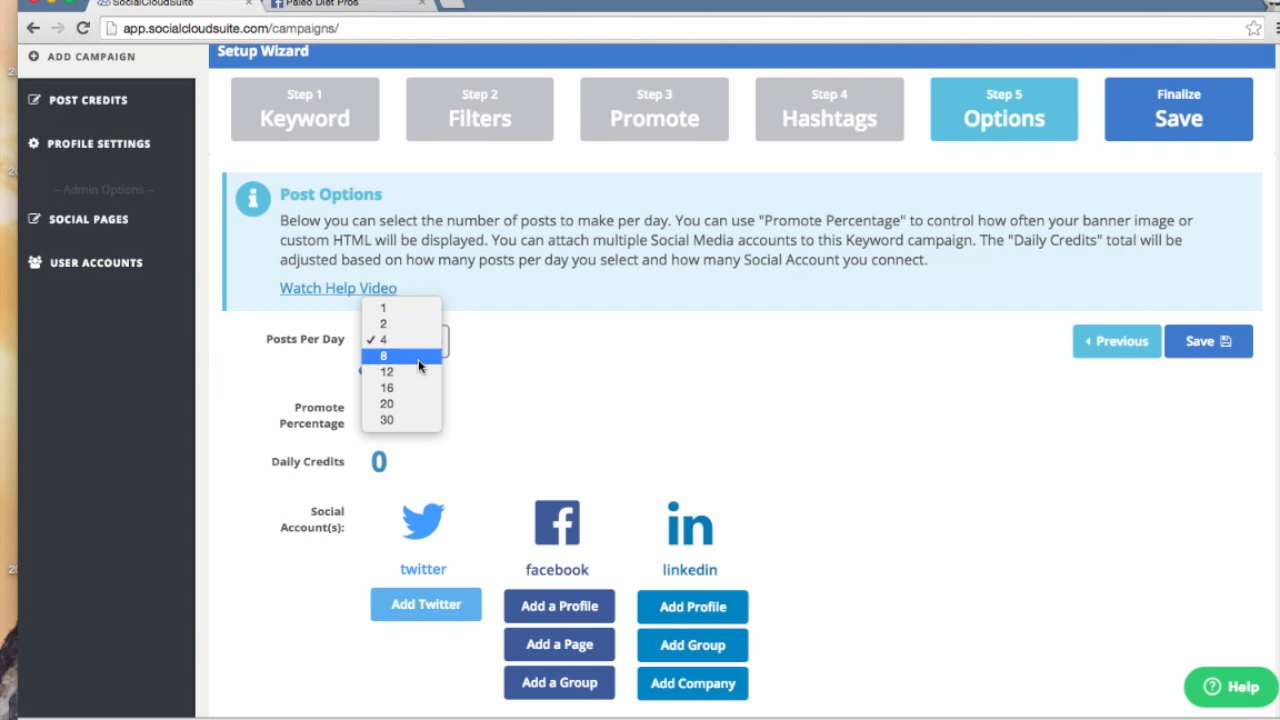 SocialCloudSuite
Paleo Diet Pros
app.socialcloudsuite.com/campaigns/
ADD CAMPAIGN
POST CREDITS
PROFILE SETTINGS
-- Admin Options --
SOCIAL PAGES
USER ACCOUNTS
Setup Wizard
Step 1
Keyword
Step 2
Filters
Step 3
Promote
Step 4
Hashtags
Step 5
Options
Finalize
Save
Post Options
Below you can select the number of posts to make per day. You can use "Promote Percentage" to control how often your banner image or
custom HTML will be displayed. You can attach multiple Social Media accounts to this Keyword campaign. The "Daily Credits" total will be
adjusted based on how many posts per day you select and how many Social Account you connect.
Watch Help Video
Posts Per Day
1
2
✓ 4
8
12
16
20
30
Previous
Save
Promote
Percentage
Daily Credits
0
Social
Account(s):
twitter
facebook
linkedin
Add Twitter
Add a Profile
Add Profile
Add a Page
Add Group
Add a Group
Add Company
Help